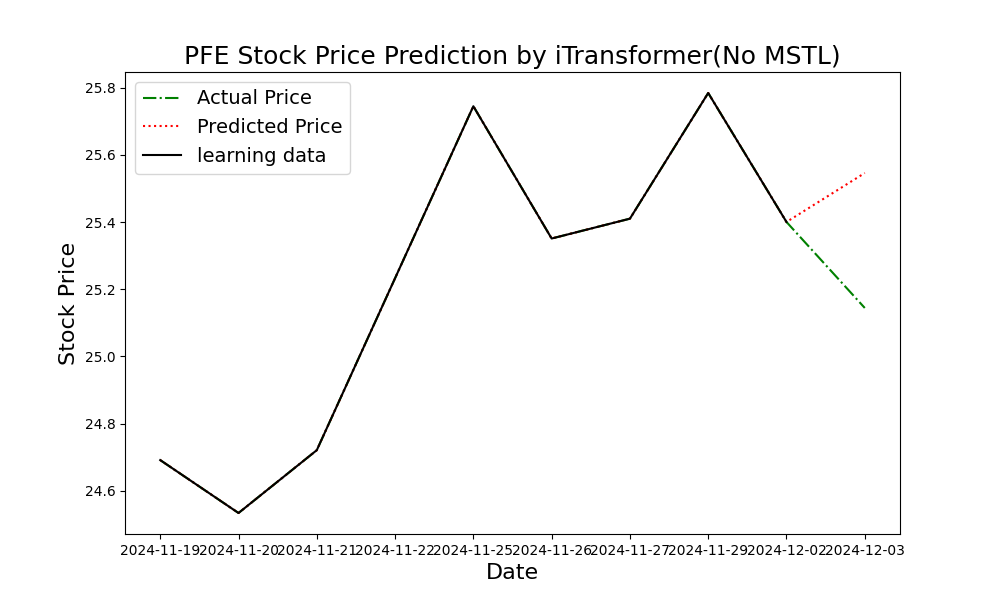 PFE Stock Price Prediction by iTransformer(No MSTL)
Actual Price
Predicted Price
learning data
25.8
25.6
25.4
25.2
25.0
24.8
24.6
Stock Price
2024-11-19 2024-11-20 2024-11-21 2024-11-22 2024-11-25 2024-11-26 2024-11-27 2024-11-29 2024-12-02 2024-12-03
Date